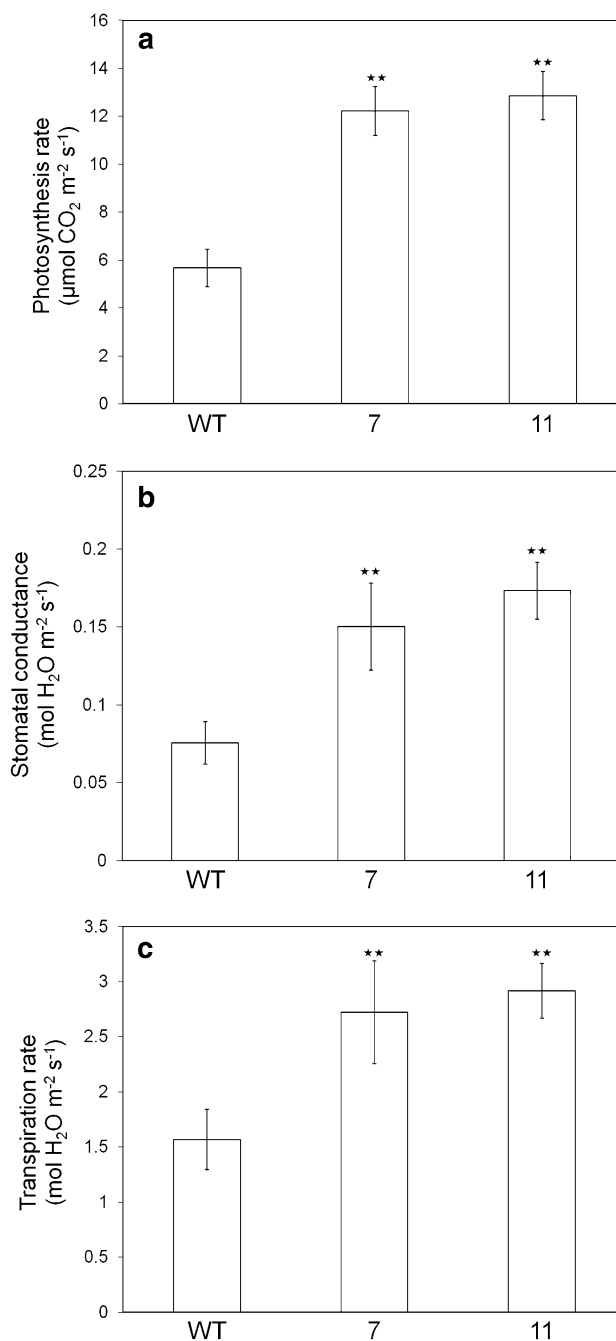 a
Photosynthesis rate
(μmol CO₂ m⁻² s⁻¹)
16
14
12
10
8
6
4
2
0
★★
★★
WT 7 11
b
Stomatal conductance
(mol H₂O m⁻² s⁻¹)
0.25
0.2
0.15
0.1
0.05
0
★★
★★
WT 7 11
c
Transpiration rate
(mol H₂O m⁻² s⁻¹)
3.5
3
2.5
2
1.5
1
0.5
0
★★
★★
WT 7 11